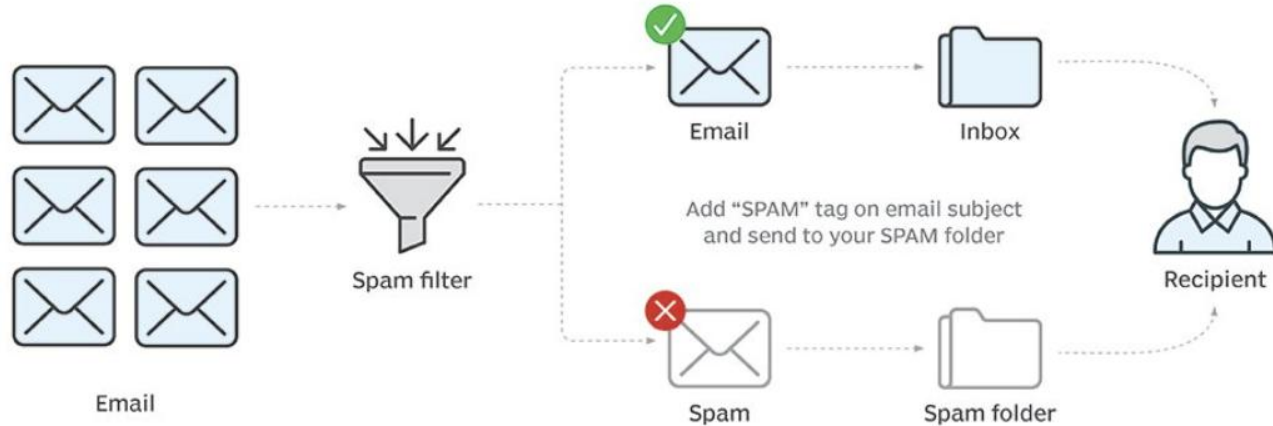 Email
Inbox
Add “SPAM” tag on email subject
and send to your SPAM folder
Spam filter
Recipient
Email
Spam
Spam folder